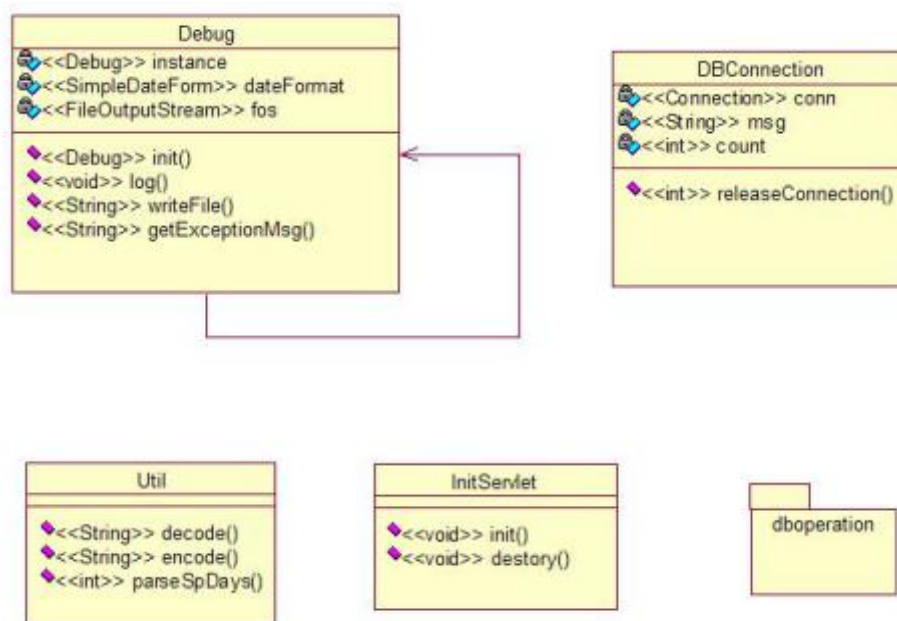 Debug
<<Debug>> instance
<<SimpleDateForm>> dateFormat
<<FileOutputStream>> fos
<<Debug>> init()
<<void>> log()
<<String>> writeFile()
<<String>> getExceptionMsg()
DBConnection
<<Connection>> conn
<<String>> msg
<<int>> count
<<int>> releaseConnection()
Util
<<String>> decode()
<<String>> encode()
<<int>> parseSpDays()
InitServlet
<<void>> init()
<<void>> destory()
dboperation